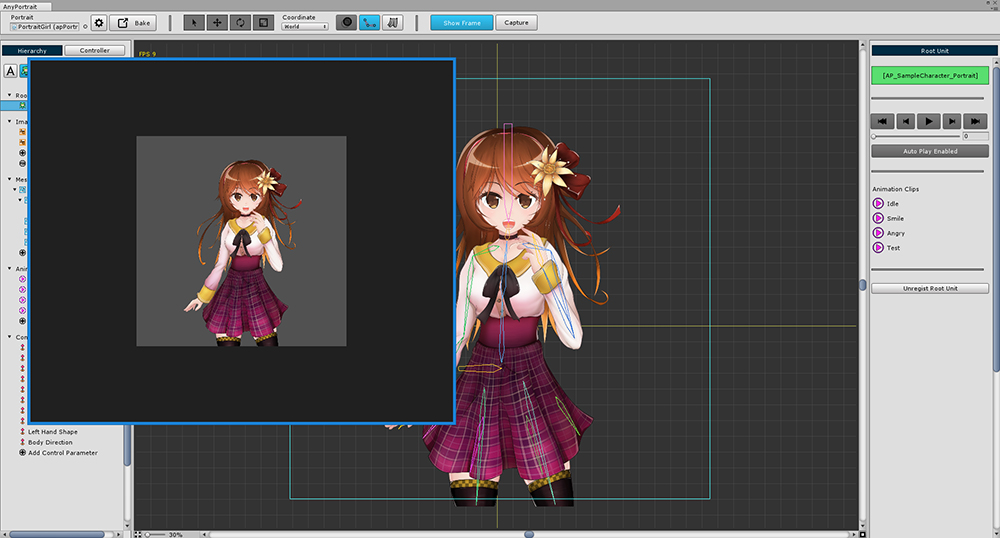 AnyPortrait
Portrait
PortraitGirl (apPortr
Bake
Coordinate
World
Show Frame
Capture
Hierarchy
Controller
A
FPS 9
Roo
Ima
Mes
Ani
Con
Left Hand Shape
Body Direction
Add Control Parameter
30%
Root Unit
[AP_SampleCharacter_Portrait]
0
Auto Play Enabled
Animation Clips
Idle
Smile
Angry
Test
Unregist Root Unit